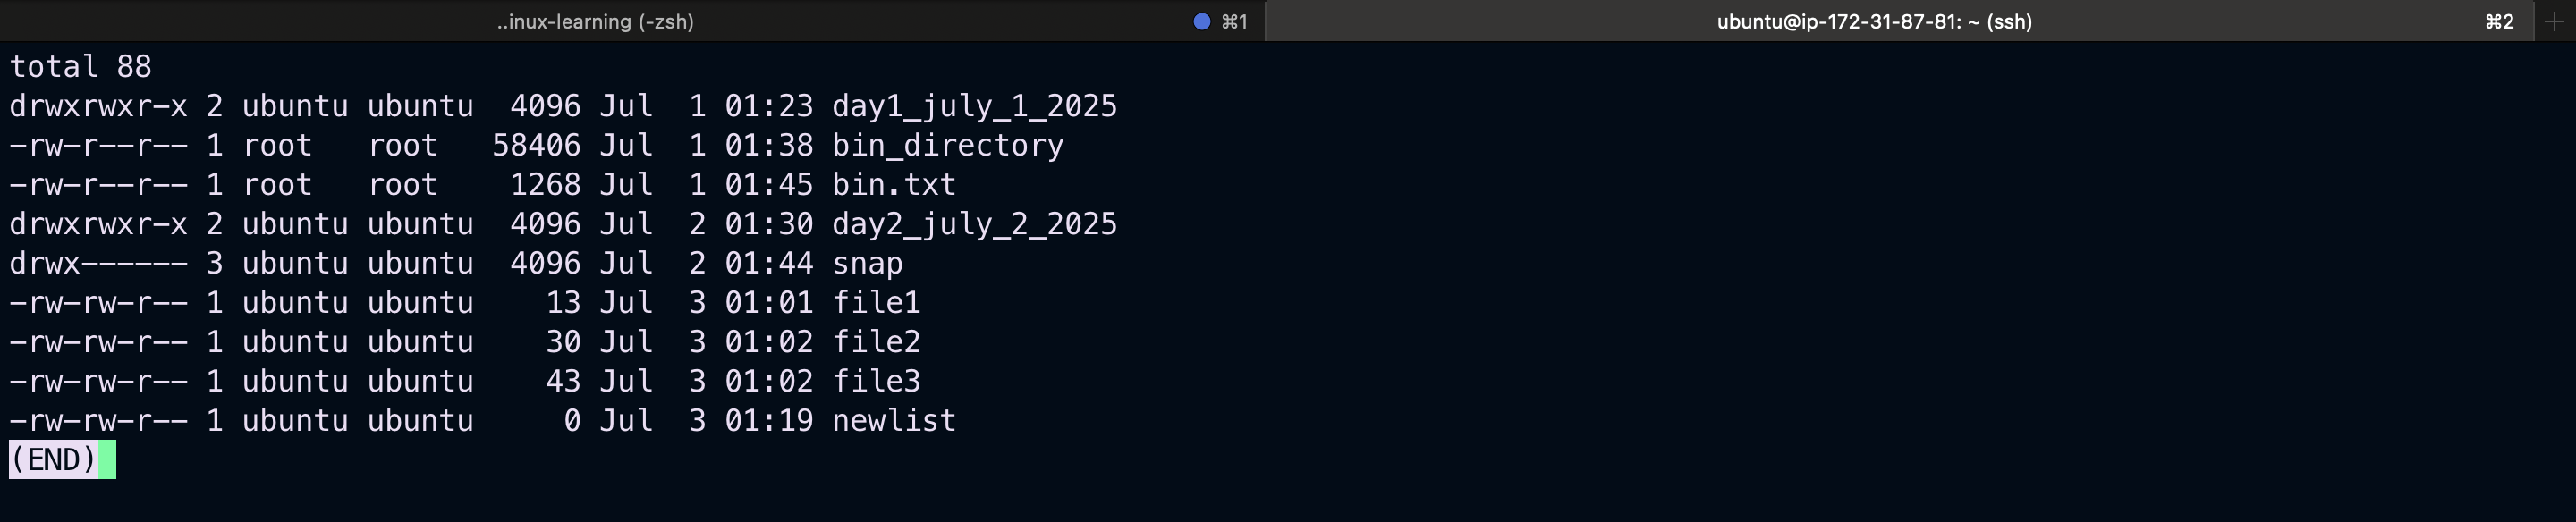 ..inux-learning (-zsh) ⌘1 ubuntu@ip-172-31-87-81: ~ (ssh) ⌘2 +
total 88
drwxrwxr-x 2 ubuntu ubuntu  4096 Jul  1 01:23 day1_july_1_2025
-rw-r--r-- 1 root   root   58406 Jul  1 01:38 bin_directory
-rw-r--r-- 1 root   root    1268 Jul  1 01:45 bin.txt
drwxrwxr-x 2 ubuntu ubuntu  4096 Jul  2 01:30 day2_july_2_2025
drwx------ 3 ubuntu ubuntu  4096 Jul  2 01:44 snap
-rw-rw-r-- 1 ubuntu ubuntu    13 Jul  3 01:01 file1
-rw-rw-r-- 1 ubuntu ubuntu    30 Jul  3 01:02 file2
-rw-rw-r-- 1 ubuntu ubuntu    43 Jul  3 01:02 file3
-rw-rw-r-- 1 ubuntu ubuntu     0 Jul  3 01:19 newlist
(END)